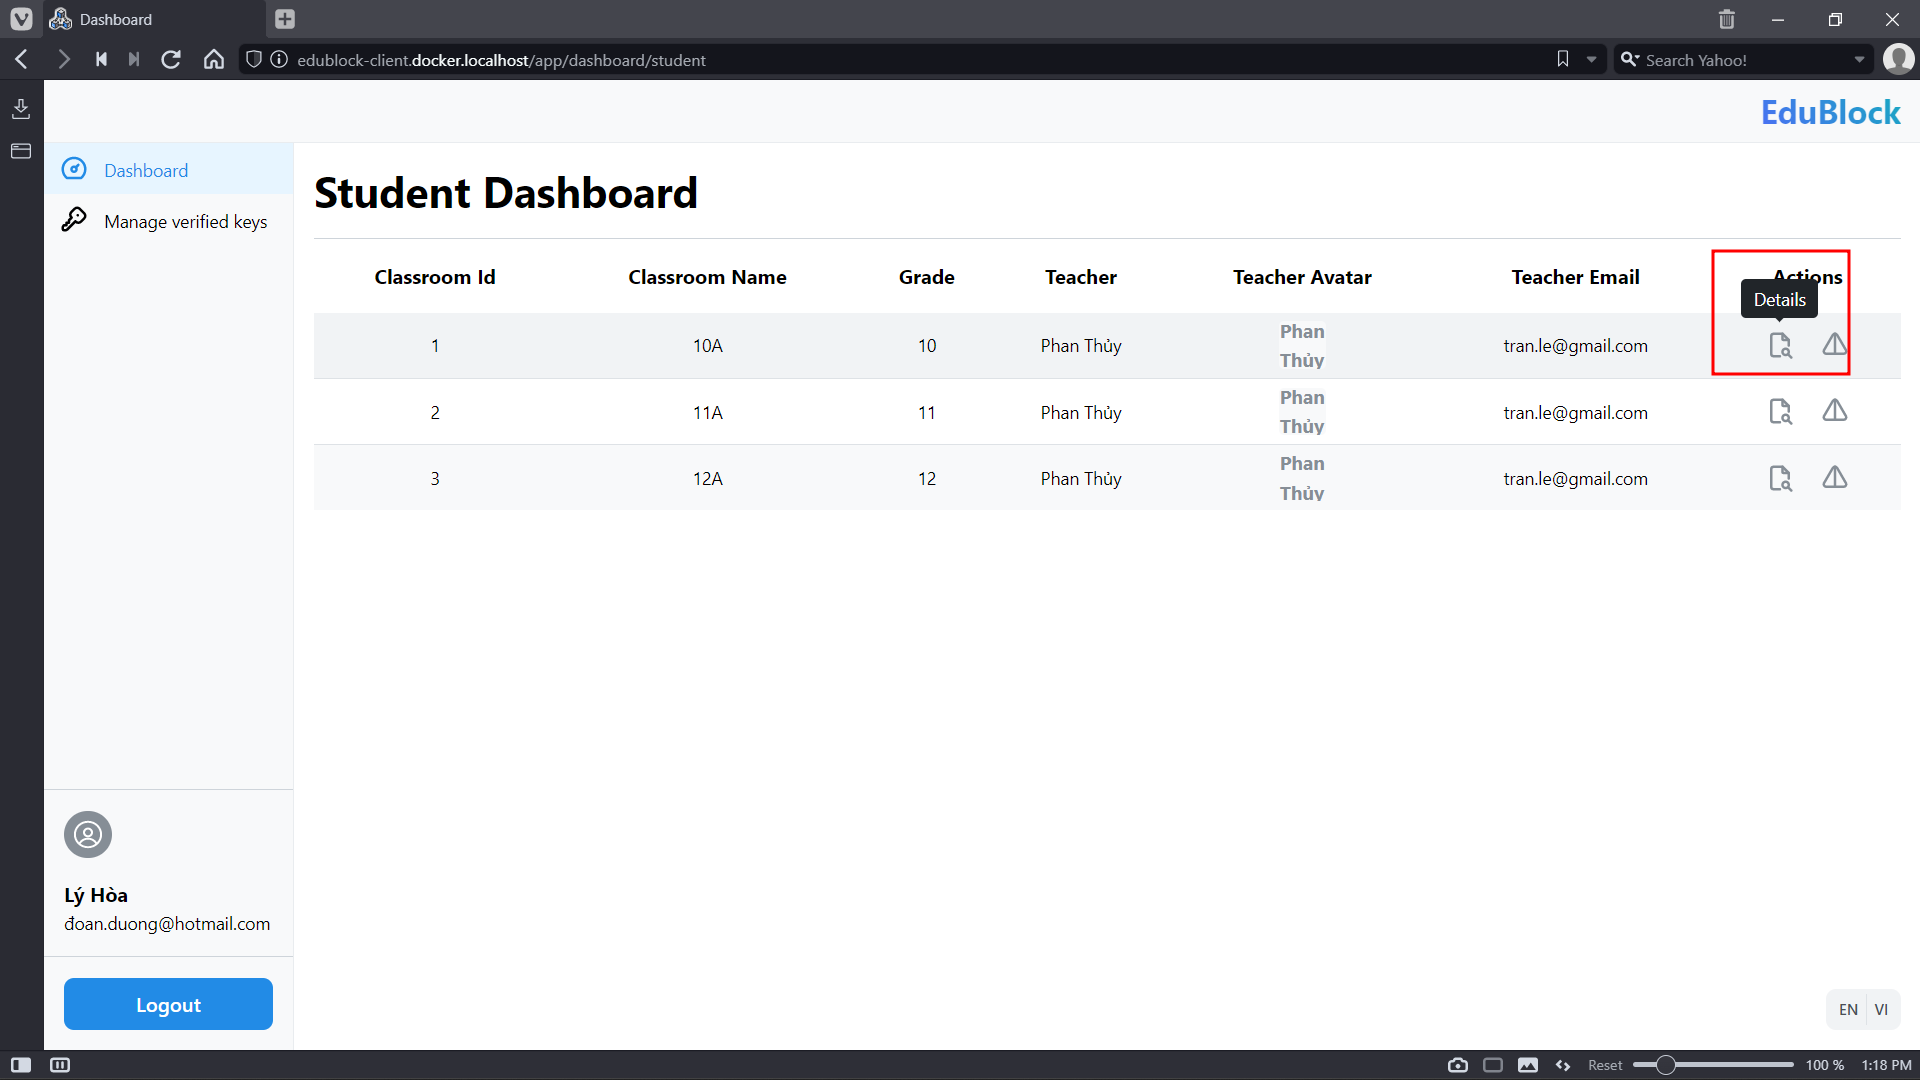 Dashboard
edublock-client.docker.localhost/app/dashboard/student
Search Yahoo!
EduBlock
Dashboard
Manage verified keys
Student Dashboard
Classroom Id Classroom Name Grade Teacher Teacher Avatar Teacher Email Actions
Details
1 10A 10 Phan Thủy Phan Thủy tran.le@gmail.com
2 11A 11 Phan Thủy Phan Thủy tran.le@gmail.com
3 12A 12 Phan Thủy Phan Thủy tran.le@gmail.com
Lý Hòa
đoan.duong@hotmail.com
Logout
EN VI
Reset 100 % 1:18 PM